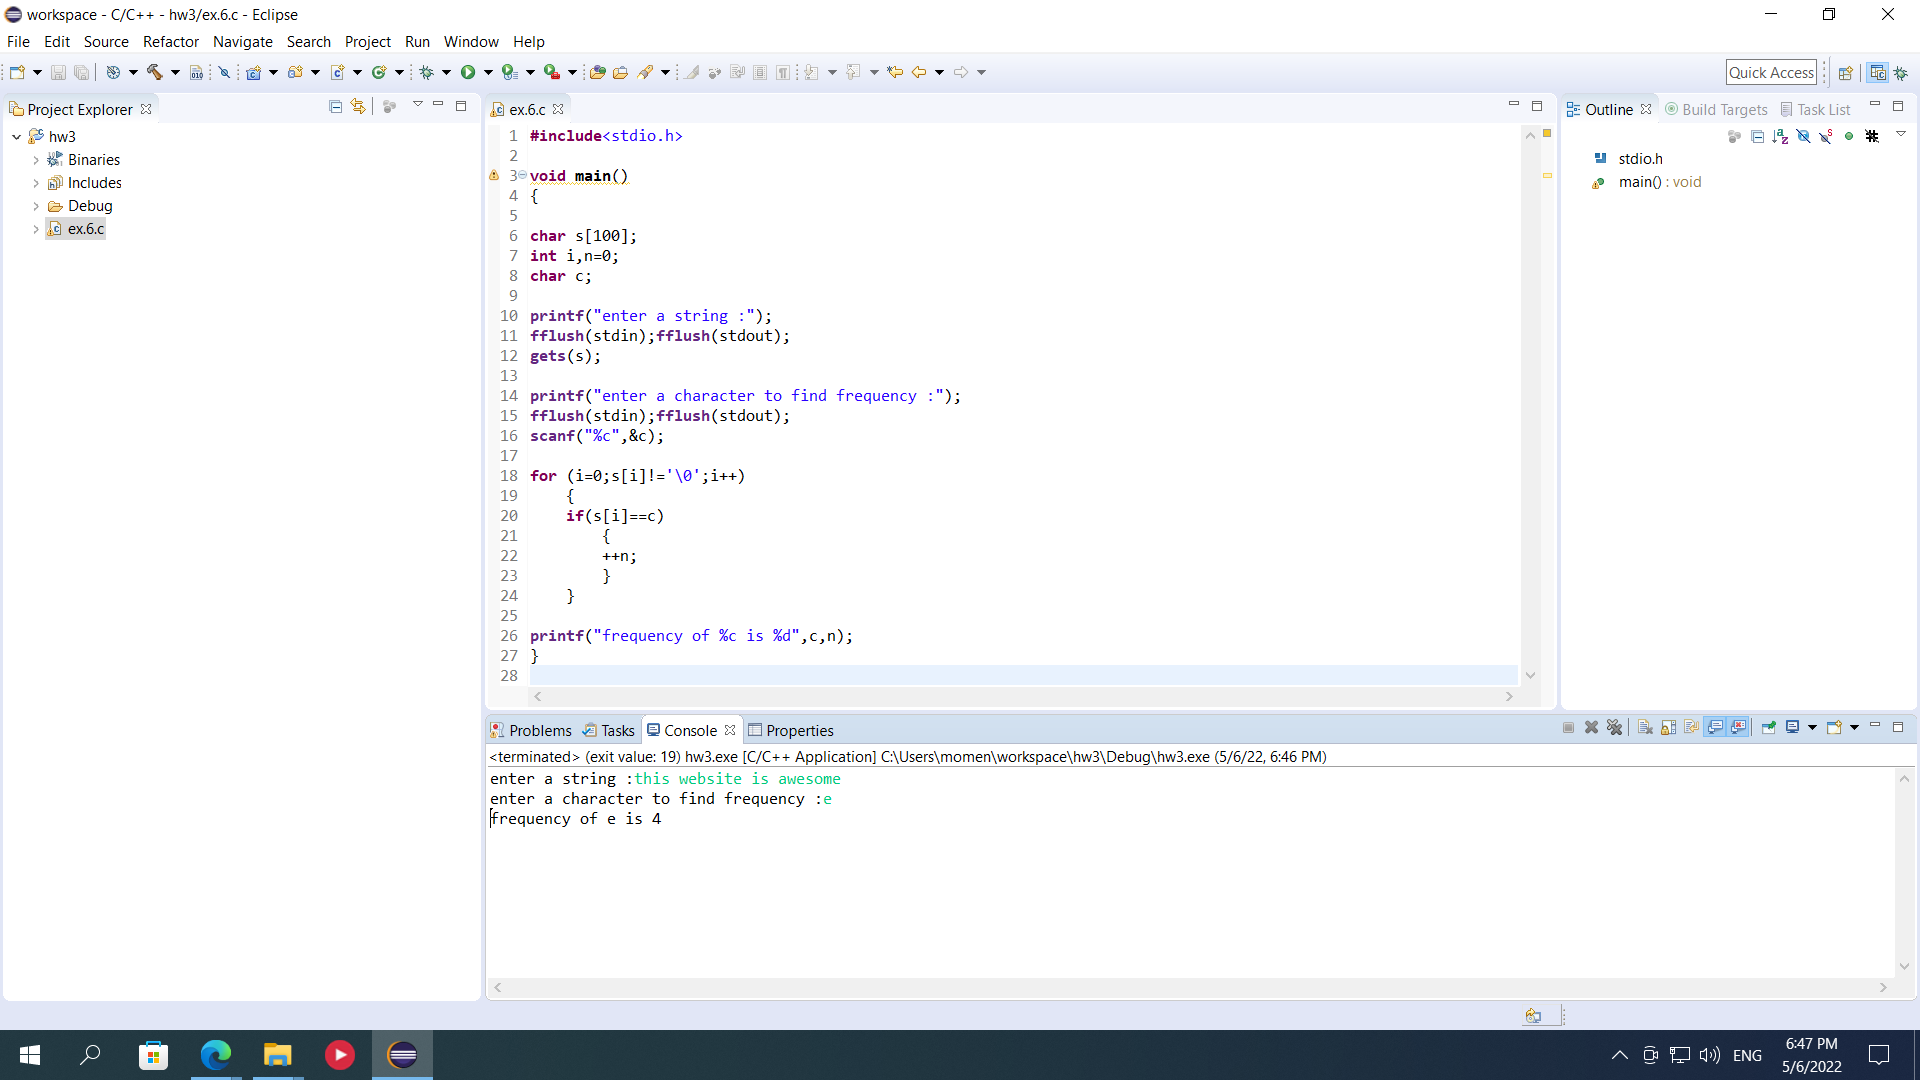 workspace - C/C++ - hw3/ex.6.c - Eclipse
File Edit Source Refactor Navigate Search Project Run Window Help
Quick Access
Project Explorer
hw3
Binaries
Includes
Debug
ex.6.c
ex.6.c
1 #include<stdio.h>
2
3 void main()
4 {
5
6 char s[100];
7 int i,n=0;
8 char c;
9
10 printf("enter a string :");
11 fflush(stdin);fflush(stdout);
12 gets(s);
13
14 printf("enter a character to find frequency :");
15 fflush(stdin);fflush(stdout);
16 scanf("%c",&c);
17
18 for (i=0;s[i]!='\0';i++)
19 {
20 if(s[i]==c)
21 {
22 ++n;
23 }
24 }
25
26 printf("frequency of %c is %d",c,n);
27 }
28
Outline Build Targets Task List
stdio.h
main() : void
Problems Tasks Console Properties
<terminated> (exit value: 19) hw3.exe [C/C++ Application] C:\Users\momen\workspace\hw3\Debug\hw3.exe (5/6/22, 6:46 PM)
enter a string :this website is awesome
enter a character to find frequency :e
frequency of e is 4
ENG
6:47 PM
5/6/2022